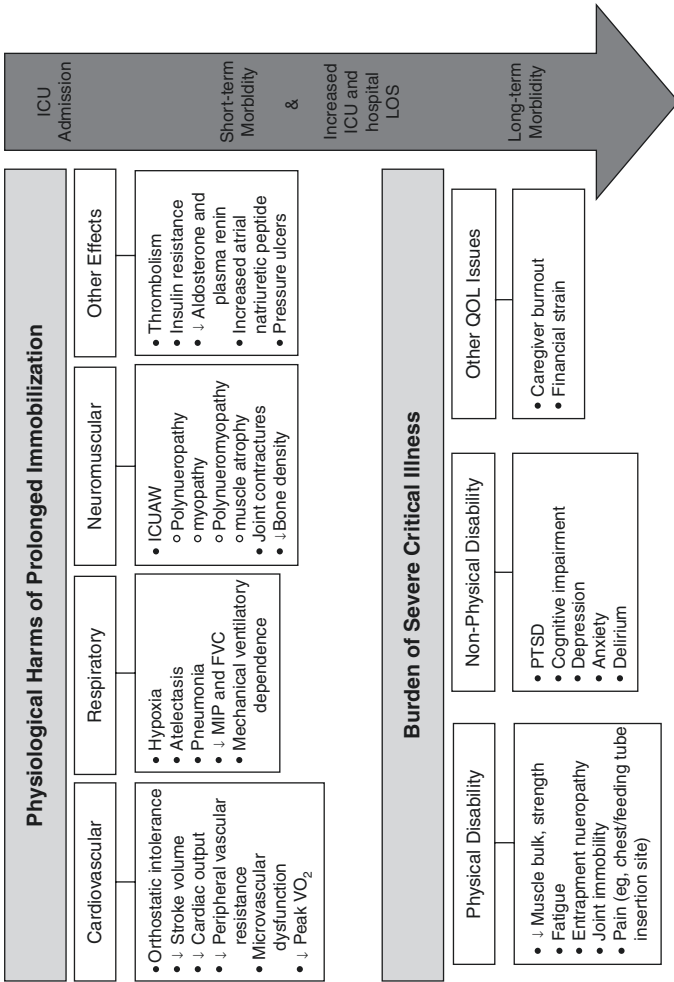 Physiological Harms of Prolonged Immobilization
Cardiovascular
• Orthostatic intolerance
• ↓ Stroke volume
• ↓ Cardiac output
• ↓ Peripheral vascular
resistance
• Microvascular
dysfunction
• ↓ Peak VO₂
Respiratory
• Hypoxia
• Atelectasis
• Pneumonia
• ↓ MIP and FVC
• Mechanical ventilatory
dependence
Neuromuscular
• ICUAW
o Polynueropathy
o myopathy
o Polyneuromyopathy
o muscle atrophy
• Joint contractures
• ↓ Bone density
Other Effects
• Thrombolism
• Insulin resistance
• ↓ Aldosterone and
plasma renin
• Increased atrial
natriuretic peptide
• Pressure ulcers
Burden of Severe Critical Illness
Physical Disability
• ↓ Muscle bulk, strength
• Fatigue
• Entrapment nueropathy
• Joint immobility
• Pain (eg, chest/feeding tube
insertion site)
Non-Physical Disability
• PTSD
• Cognitive impairment
• Depression
• Anxiety
• Delirium
Other QOL Issues
• Caregiver burnout
• Financial strain
ICU
Admission
Short-term
Morbldity
&
Increased
ICU and
hospital
LOS
Long-term
Morblidity